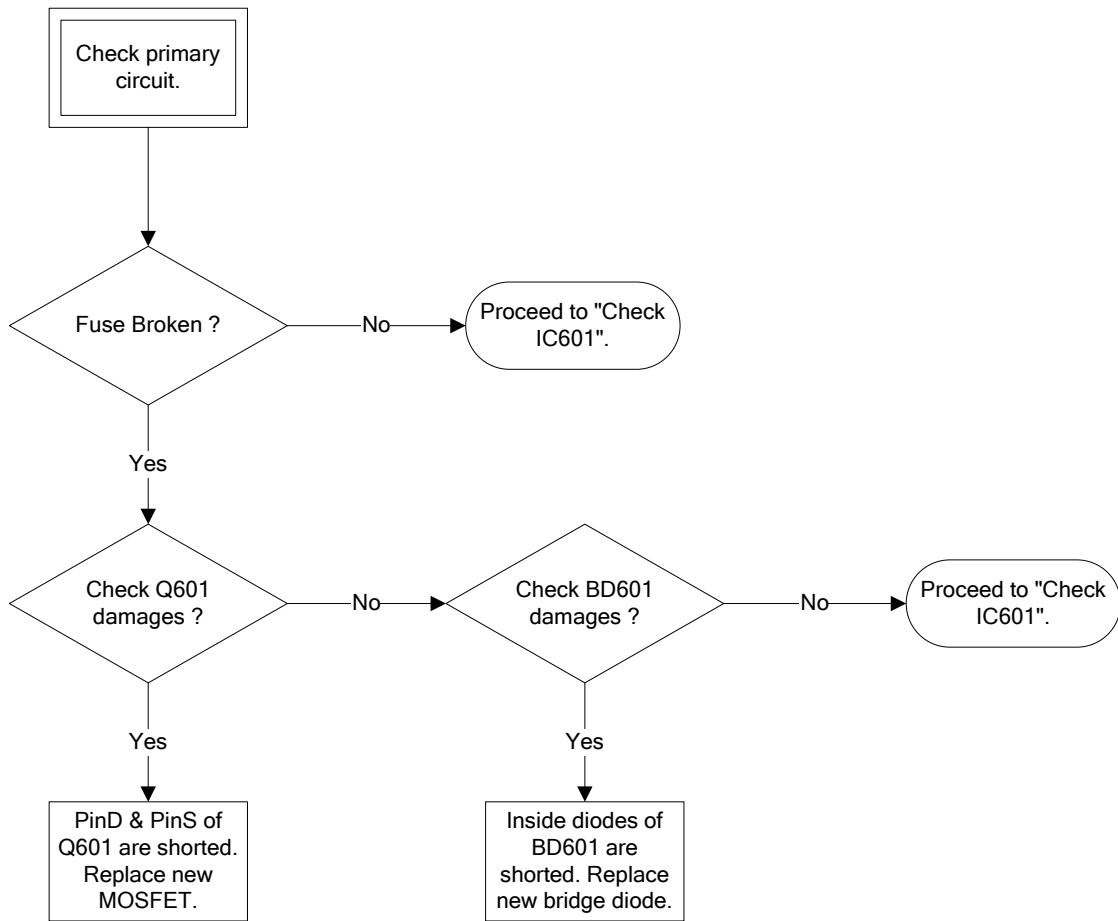 Check primary
circuit.
Fuse Broken ?
No
Proceed to "Check
IC601".
Yes
Check Q601
damages ?
No
Check BD601
damages ?
No
Proceed to "Check
IC601".
Yes
Yes
PinD & PinS of
Q601 are shorted.
Replace new
MOSFET.
Inside diodes of
BD601 are
shorted. Replace
new bridge diode.